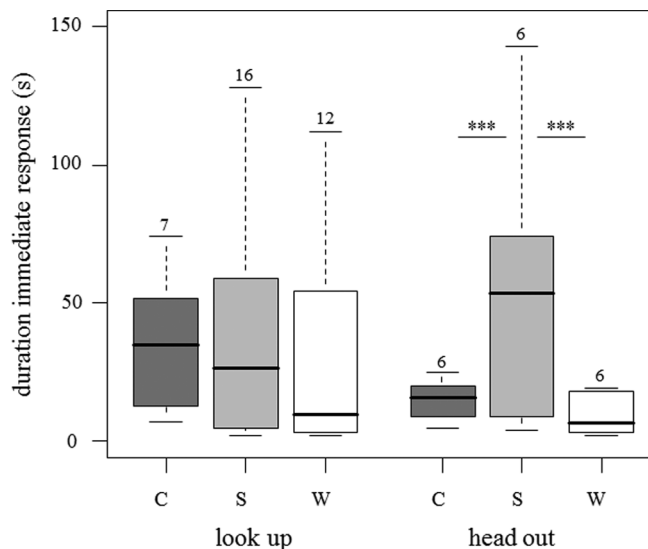 duration immediate response (s)
150
100
50
0
7
16
12
6
6
6
***
***
C
S
W
C
S
W
look up
head out